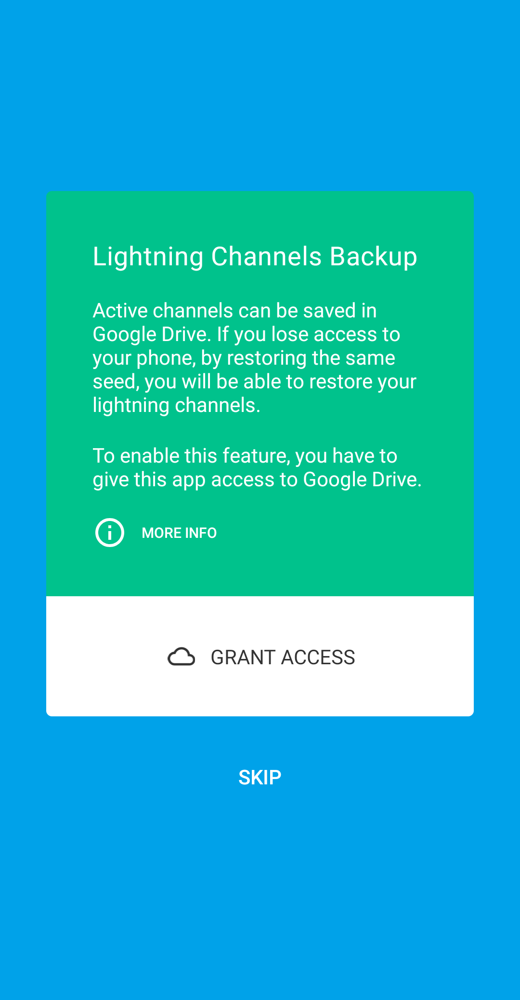 Lightning Channels Backup
Active channels can be saved in
Google Drive. If you lose access to
your phone, by restoring the same
seed, you will be able to restore your
lightning channels.
To enable this feature, you have to
give this app access to Google Drive.
MORE INFO
GRANT ACCESS
SKIP